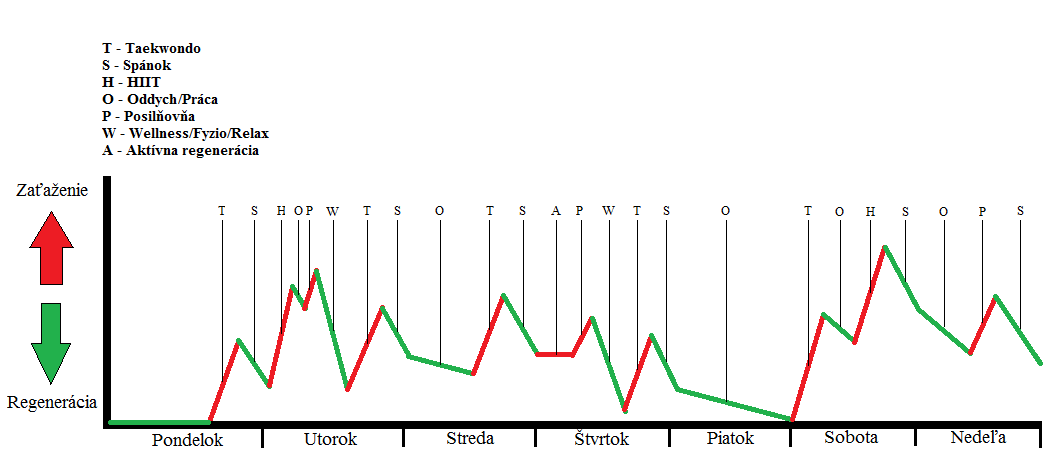 T - Taekwondo
S - Spánok
H - HIIT
O - Oddych/Práca
P - Posilňovňa
W - Wellness/Fyzio/Relax
A - Aktívna regenerácia
Zaťaženie
T S H O P W T S O T S A P W T S O T O H S O P S
Regenerácia
Pondelok Utorok Streda Štvrtok Piatok Sobota Nedeľa